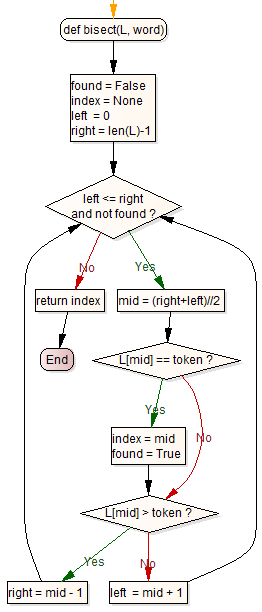 def bisect(L, word)
found = False
index = None
left = 0
right = len(L)-1
left <= right
and not found ?
No
Yes
return index
mid = (right+left)//2
End
L[mid] == token ?
Yes
No
index = mid
found = True
L[mid] > token ?
Yes
No
right = mid - 1
left = mid + 1